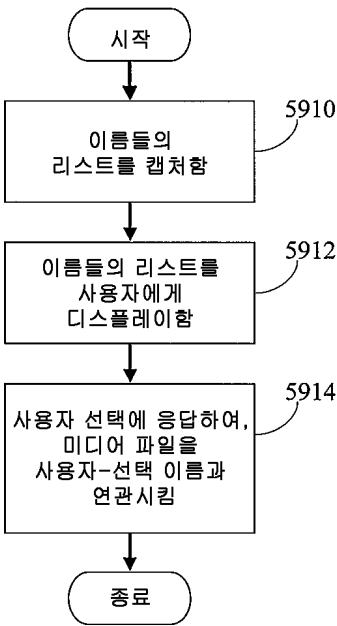 시작
5910
이름들의
리스트를 캡처함
5912
이름들의 리스트를
사용자에게
디스플레이함
5914
사용자 선택에 응답하여,
미디어 파일을
사용자-선택 이름과
연관시킴
종료